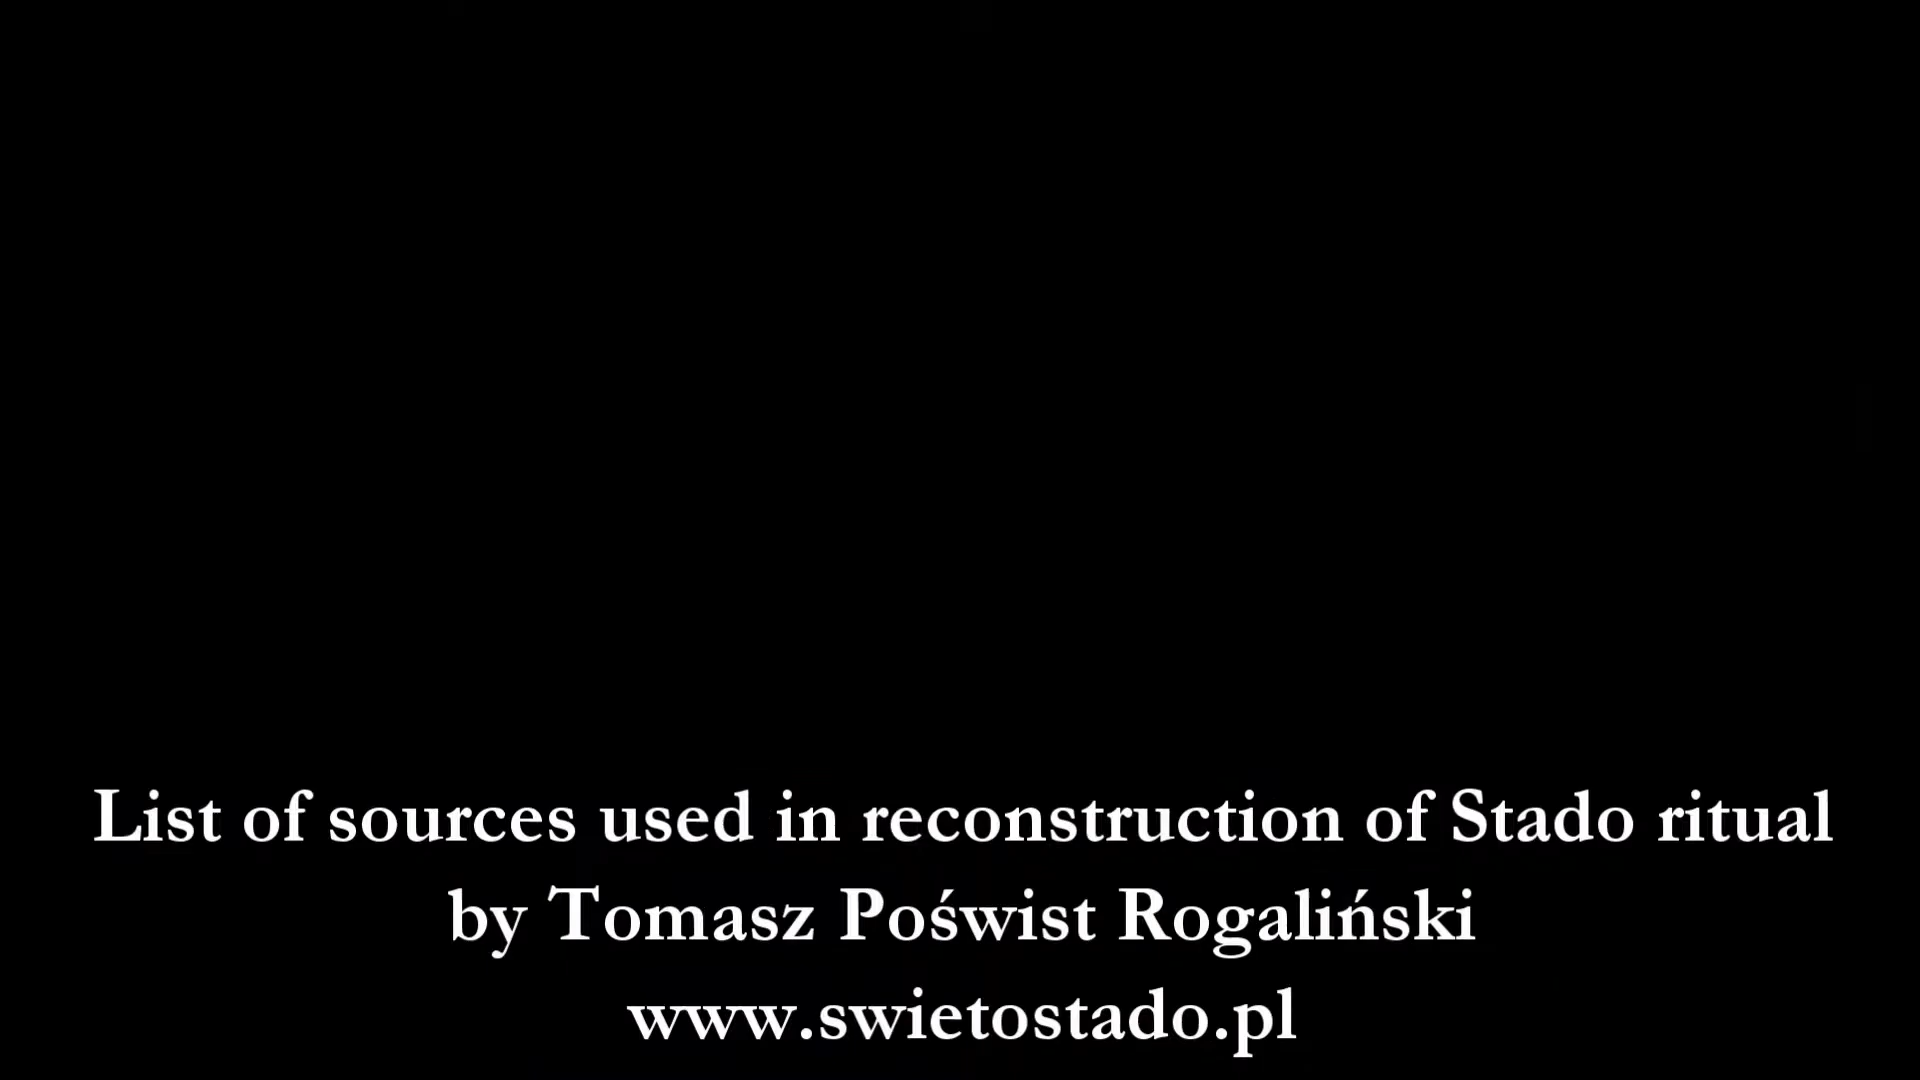 List of sources used in reconstruction of Stado ritual
by Tomasz Poświst Rogaliński
www.swietostado.pl